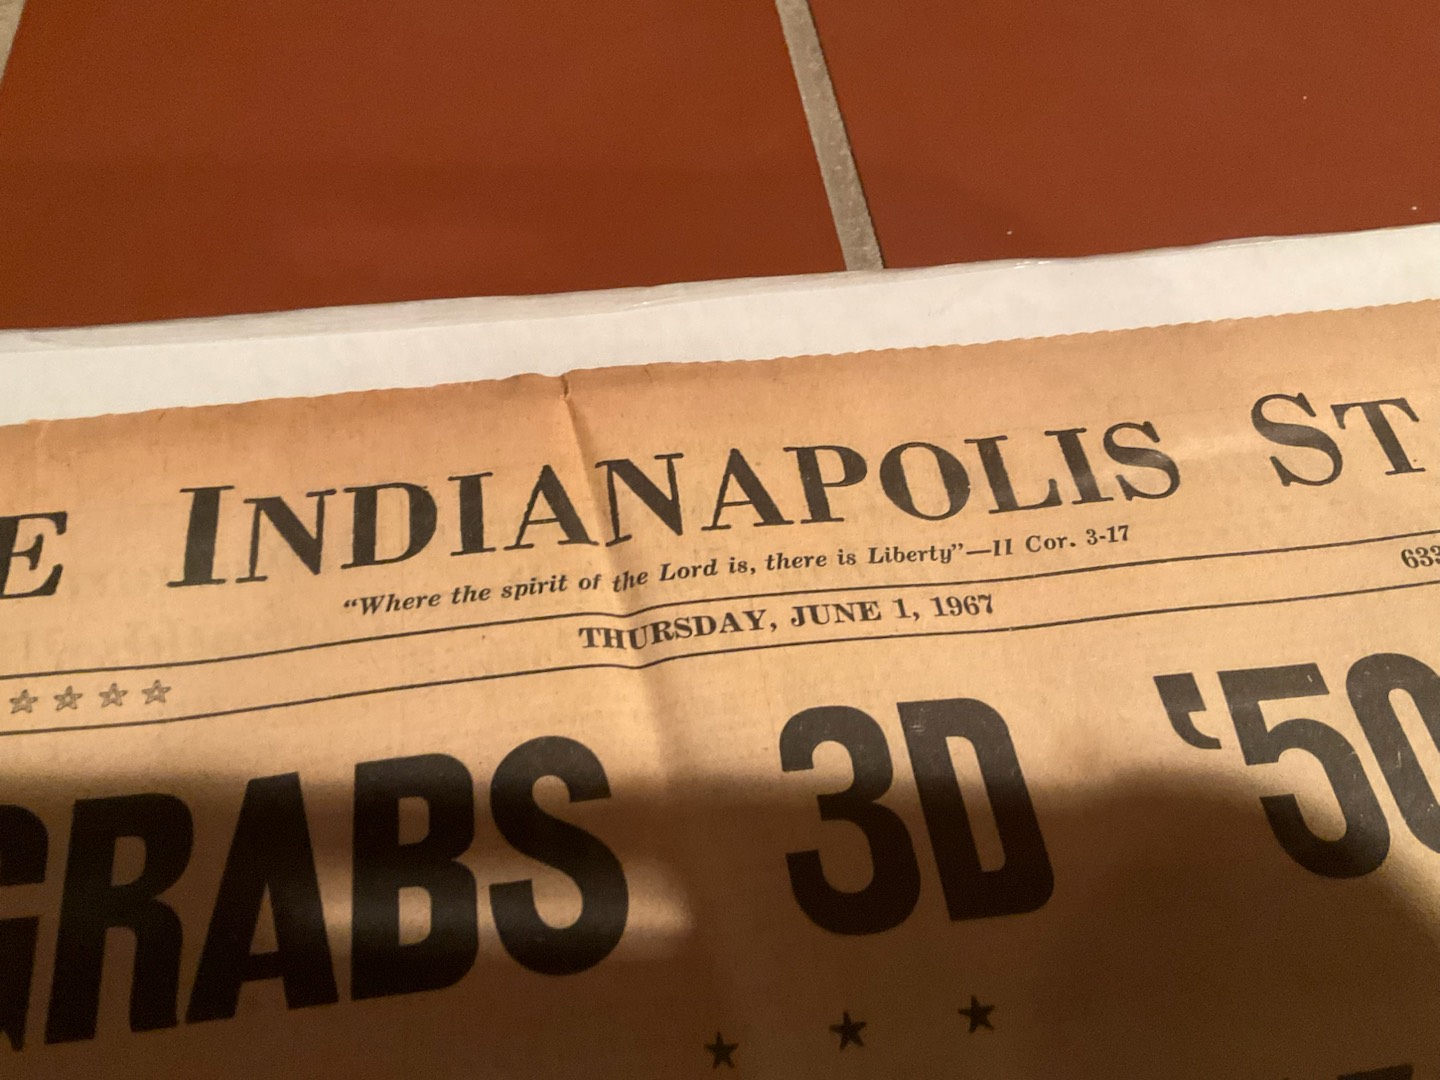 E INDIANAPOLIS ST
"Where the spirit of the Lord is, there is Liberty"—II Cor. 3-17
THURSDAY, JUNE 1, 1967
633
☆ ☆ ☆ ☆
GRABS 3D '50
★ ★ ★